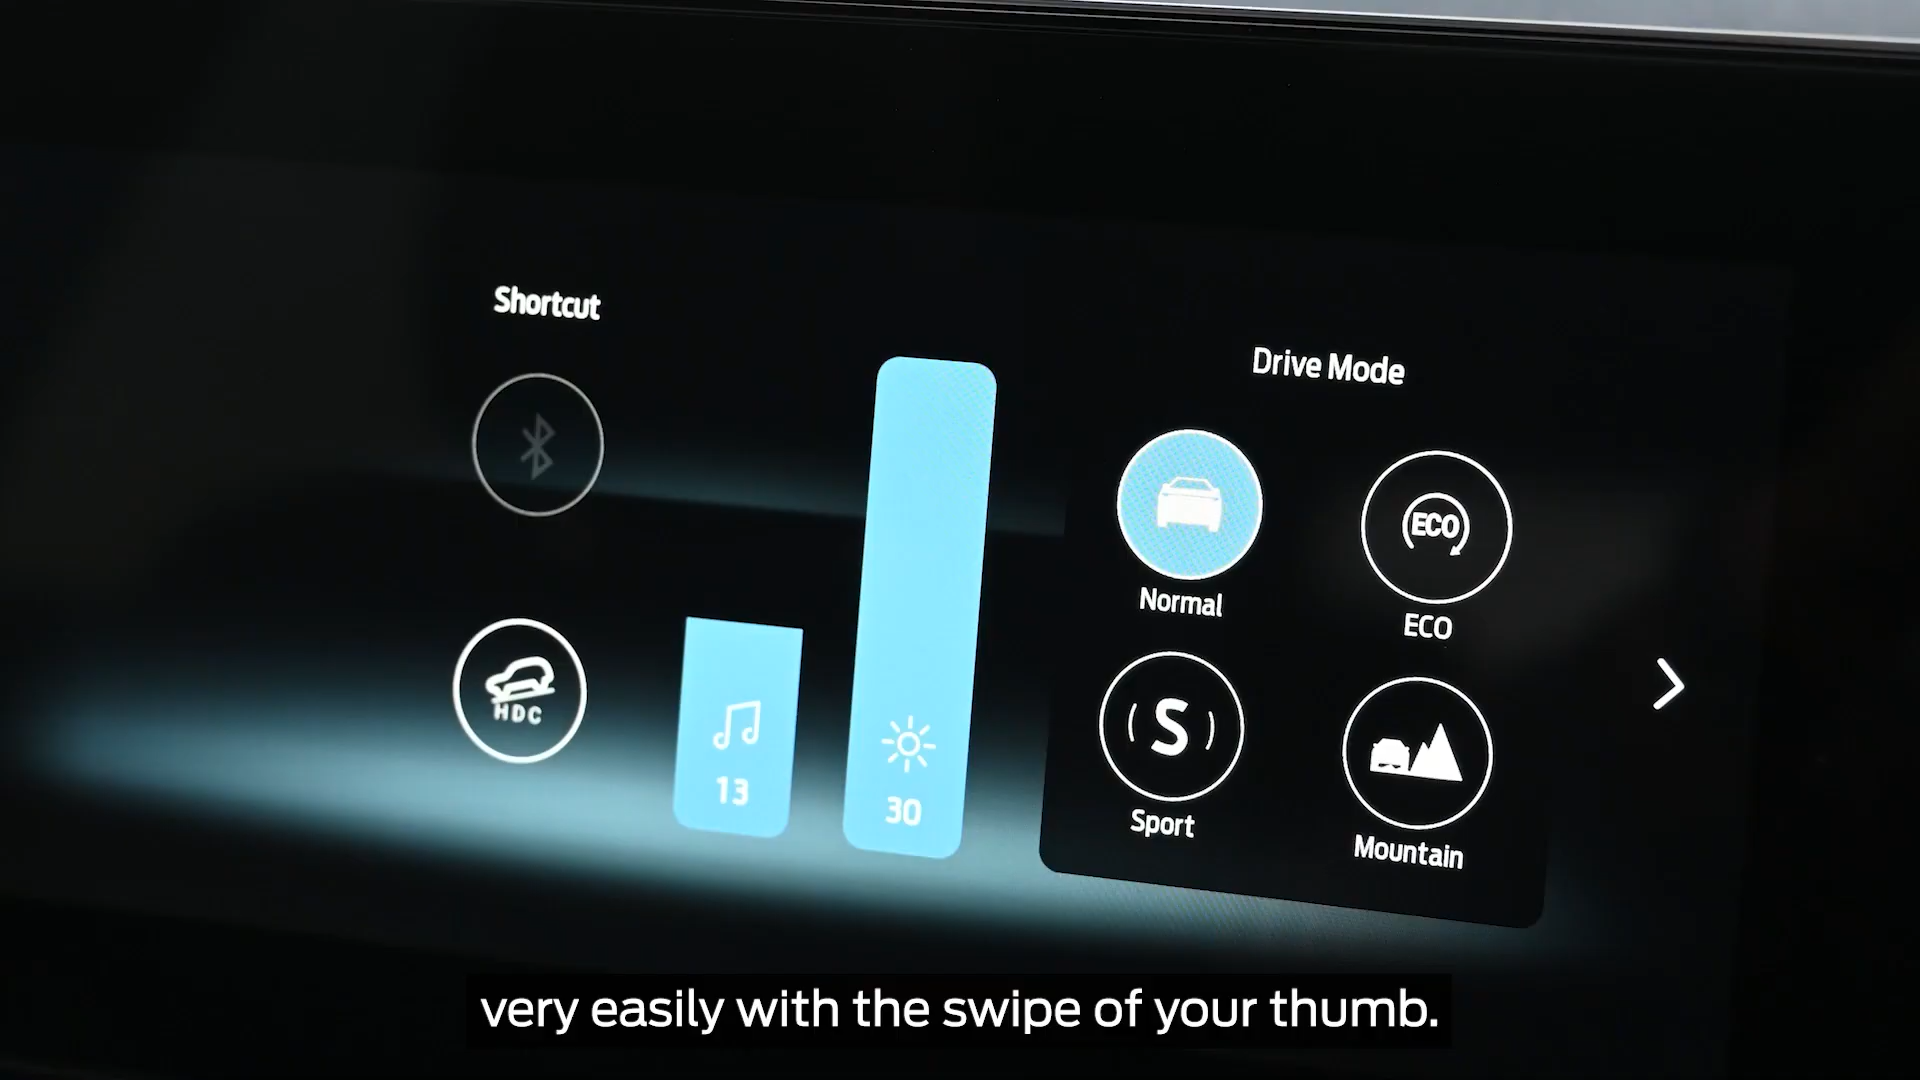 Shortcut
HDC
13
30
Drive Mode
Normal
ECO
ECO
S
Sport
Mountain
very easily with the swipe of your thumb.